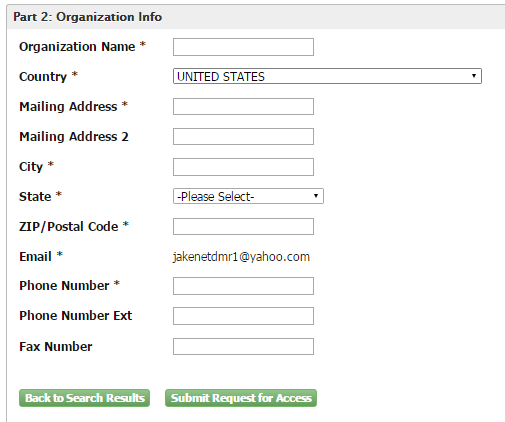 Part 2: Organization Info
Organization Name *
Country * UNITED STATES
Mailing Address *
Mailing Address 2
City *
State * -Please Select-
ZIP/Postal Code *
Email * jakenetdmr1@yahoo.com
Phone Number *
Phone Number Ext
Fax Number
Back to Search Results Submit Request for Access